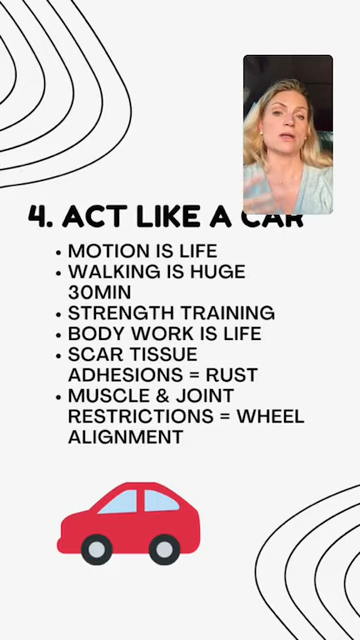 4. ACT LIKE A CAR
• MOTION IS LIFE
• WALKING IS HUGE
30MIN
• STRENGTH TRAINING
• BODY WORK IS LIFE
• SCAR TISSUE
ADHESIONS = RUST
• MUSCLE & JOINT
RESTRICTIONS = WHEEL
ALIGNMENT